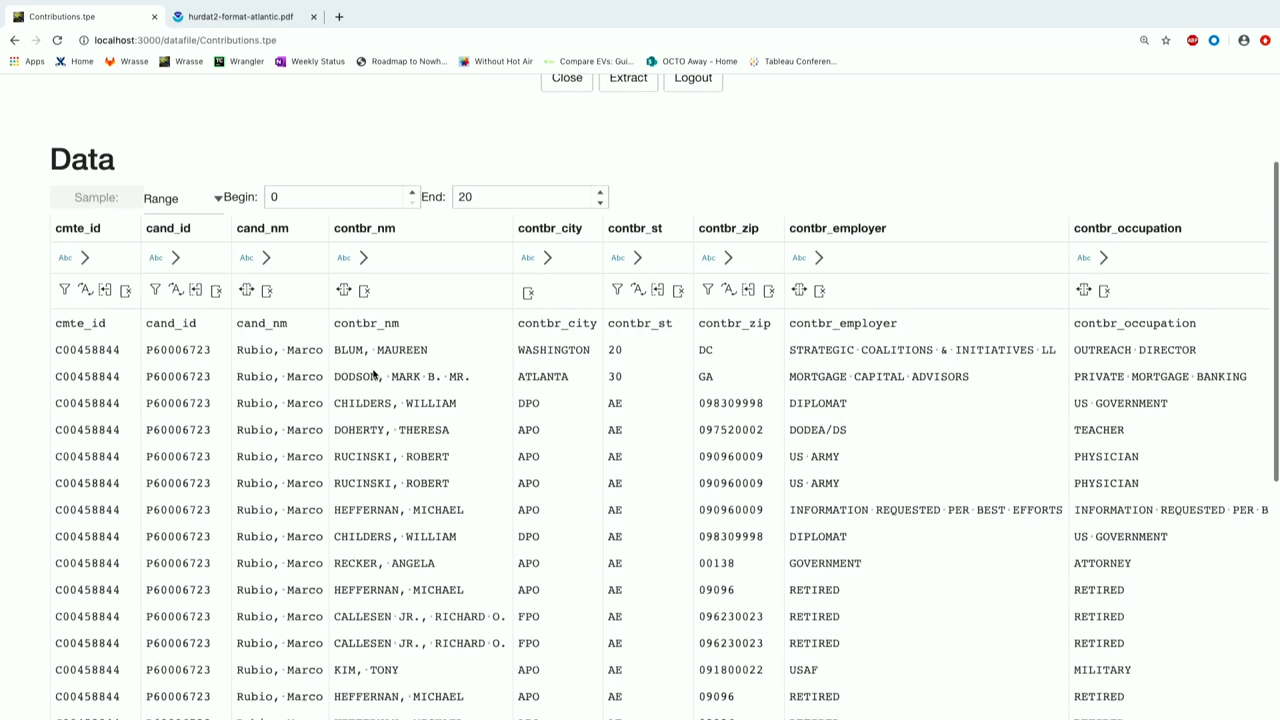 Contributions.tpe hurdat2-format-atlantic.pdf
localhost:3000/datafile/Contributions.tpe
Apps Home Wrasse Wrasse Wrangler Weekly Status Roadmap to Nowh... Without Hot Air Compare EVs: Gui... OCTO Away - Home Tableau Conferen...
Close Extract Logout
Data
Sample: Range Begin: 0 End: 20
cmte_id cand_id cand_nm contbr_nm contbr_city contbr_st contbr_zip contbr_employer contbr_occupation
Abc Abc Abc Abc Abc Abc Abc Abc Abc
cmte_id cand_id cand_nm contbr_nm contbr_city contbr_st contbr_zip contbr_employer contbr_occupation
C00458844 P60006723 Rubio,·Marco BLUM,·MAUREEN WASHINGTON 20 DC STRATEGIC·COALITIONS·&·INITIATIVES·LL OUTREACH·DIRECTOR
C00458844 P60006723 Rubio,·Marco DODSON,·MARK·B.·MR. ATLANTA 30 GA MORTGAGE·CAPITAL·ADVISORS PRIVATE·MORTGAGE·BANKING
C00458844 P60006723 Rubio,·Marco CHILDERS,·WILLIAM DPO AE 098309998 DIPLOMAT US·GOVERNMENT
C00458844 P60006723 Rubio,·Marco DOHERTY,·THERESA APO AE 097520002 DODEA/DS TEACHER
C00458844 P60006723 Rubio,·Marco RUCINSKI,·ROBERT APO AE 090960009 US·ARMY PHYSICIAN
C00458844 P60006723 Rubio,·Marco RUCINSKI,·ROBERT APO AE 090960009 US·ARMY PHYSICIAN
C00458844 P60006723 Rubio,·Marco HEFFERNAN,·MICHAEL APO AE 090960009 INFORMATION·REQUESTED·PER·BEST·EFFORTS INFORMATION·REQUESTED·PER·B
C00458844 P60006723 Rubio,·Marco CHILDERS,·WILLIAM DPO AE 098309998 DIPLOMAT US·GOVERNMENT
C00458844 P60006723 Rubio,·Marco RECKER,·ANGELA APO AE 00138 GOVERNMENT ATTORNEY
C00458844 P60006723 Rubio,·Marco HEFFERNAN,·MICHAEL APO AE 09096 RETIRED RETIRED
C00458844 P60006723 Rubio,·Marco CALLESEN·JR.,·RICHARD·O. FPO AE 096230023 RETIRED RETIRED
C00458844 P60006723 Rubio,·Marco CALLESEN·JR.,·RICHARD·O. FPO AE 096230023 RETIRED RETIRED
C00458844 P60006723 Rubio,·Marco KIM,·TONY APO AE 091800022 USAF MILITARY
C00458844 P60006723 Rubio,·Marco HEFFERNAN,·MICHAEL APO AE 09096 RETIRED RETIRED